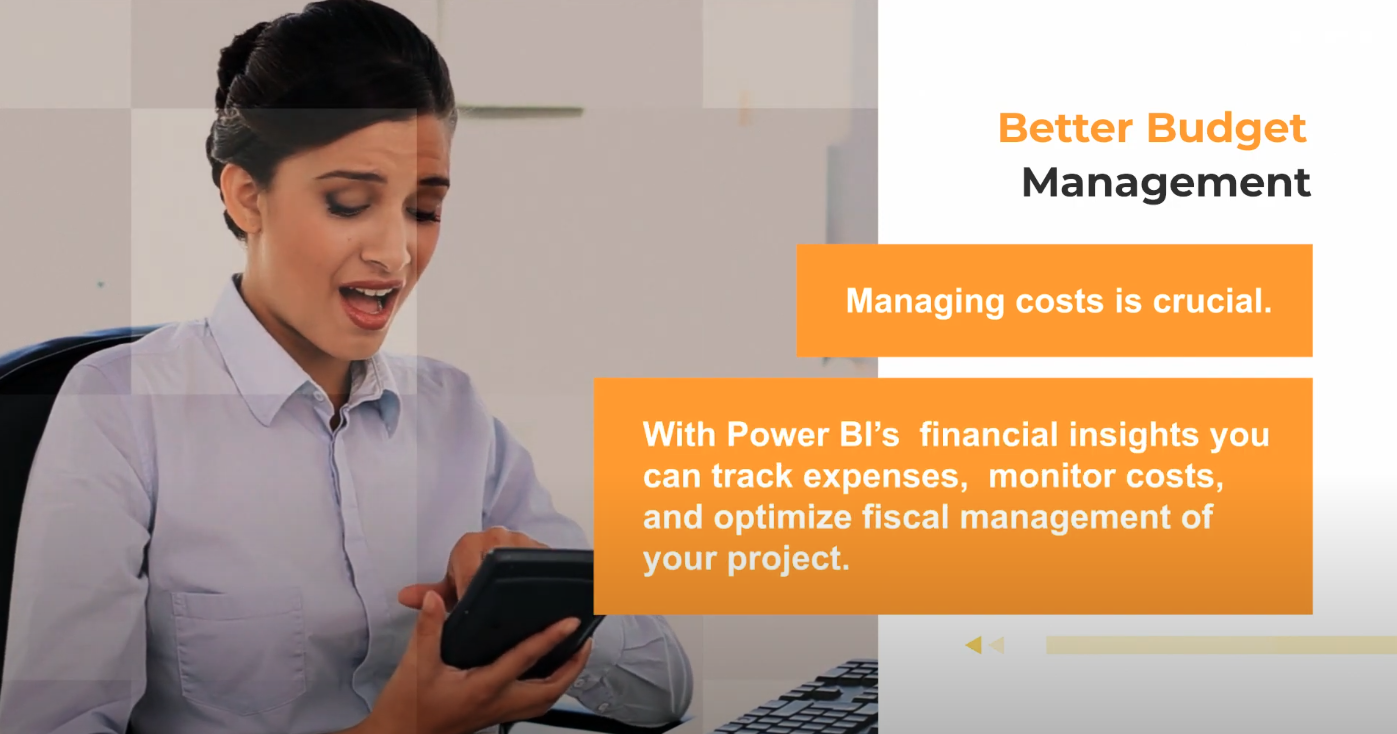 Better Budget
Management
Managing costs is crucial.
With Power BI’s  financial insights you
can track expenses,  monitor costs,
and optimize fiscal management of
your project.